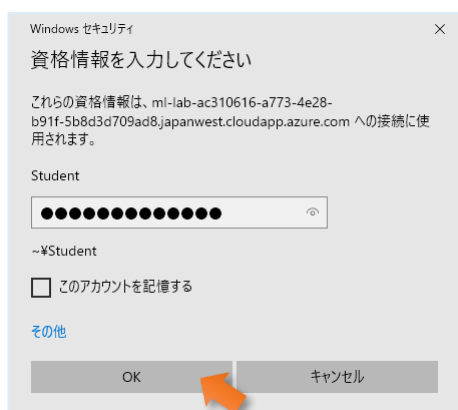 Windows セキュリティ
資格情報を入力してください
これらの資格情報は、ml-lab-ac310616-a773-4e28-
b91f-5b8d3d709ad8.japanwest.cloudapp.azure.com への接続に使
用されます。
Student
●●●●●●●●●●●●●
~¥Student
このアカウントを記憶する
その他
OK キャンセル